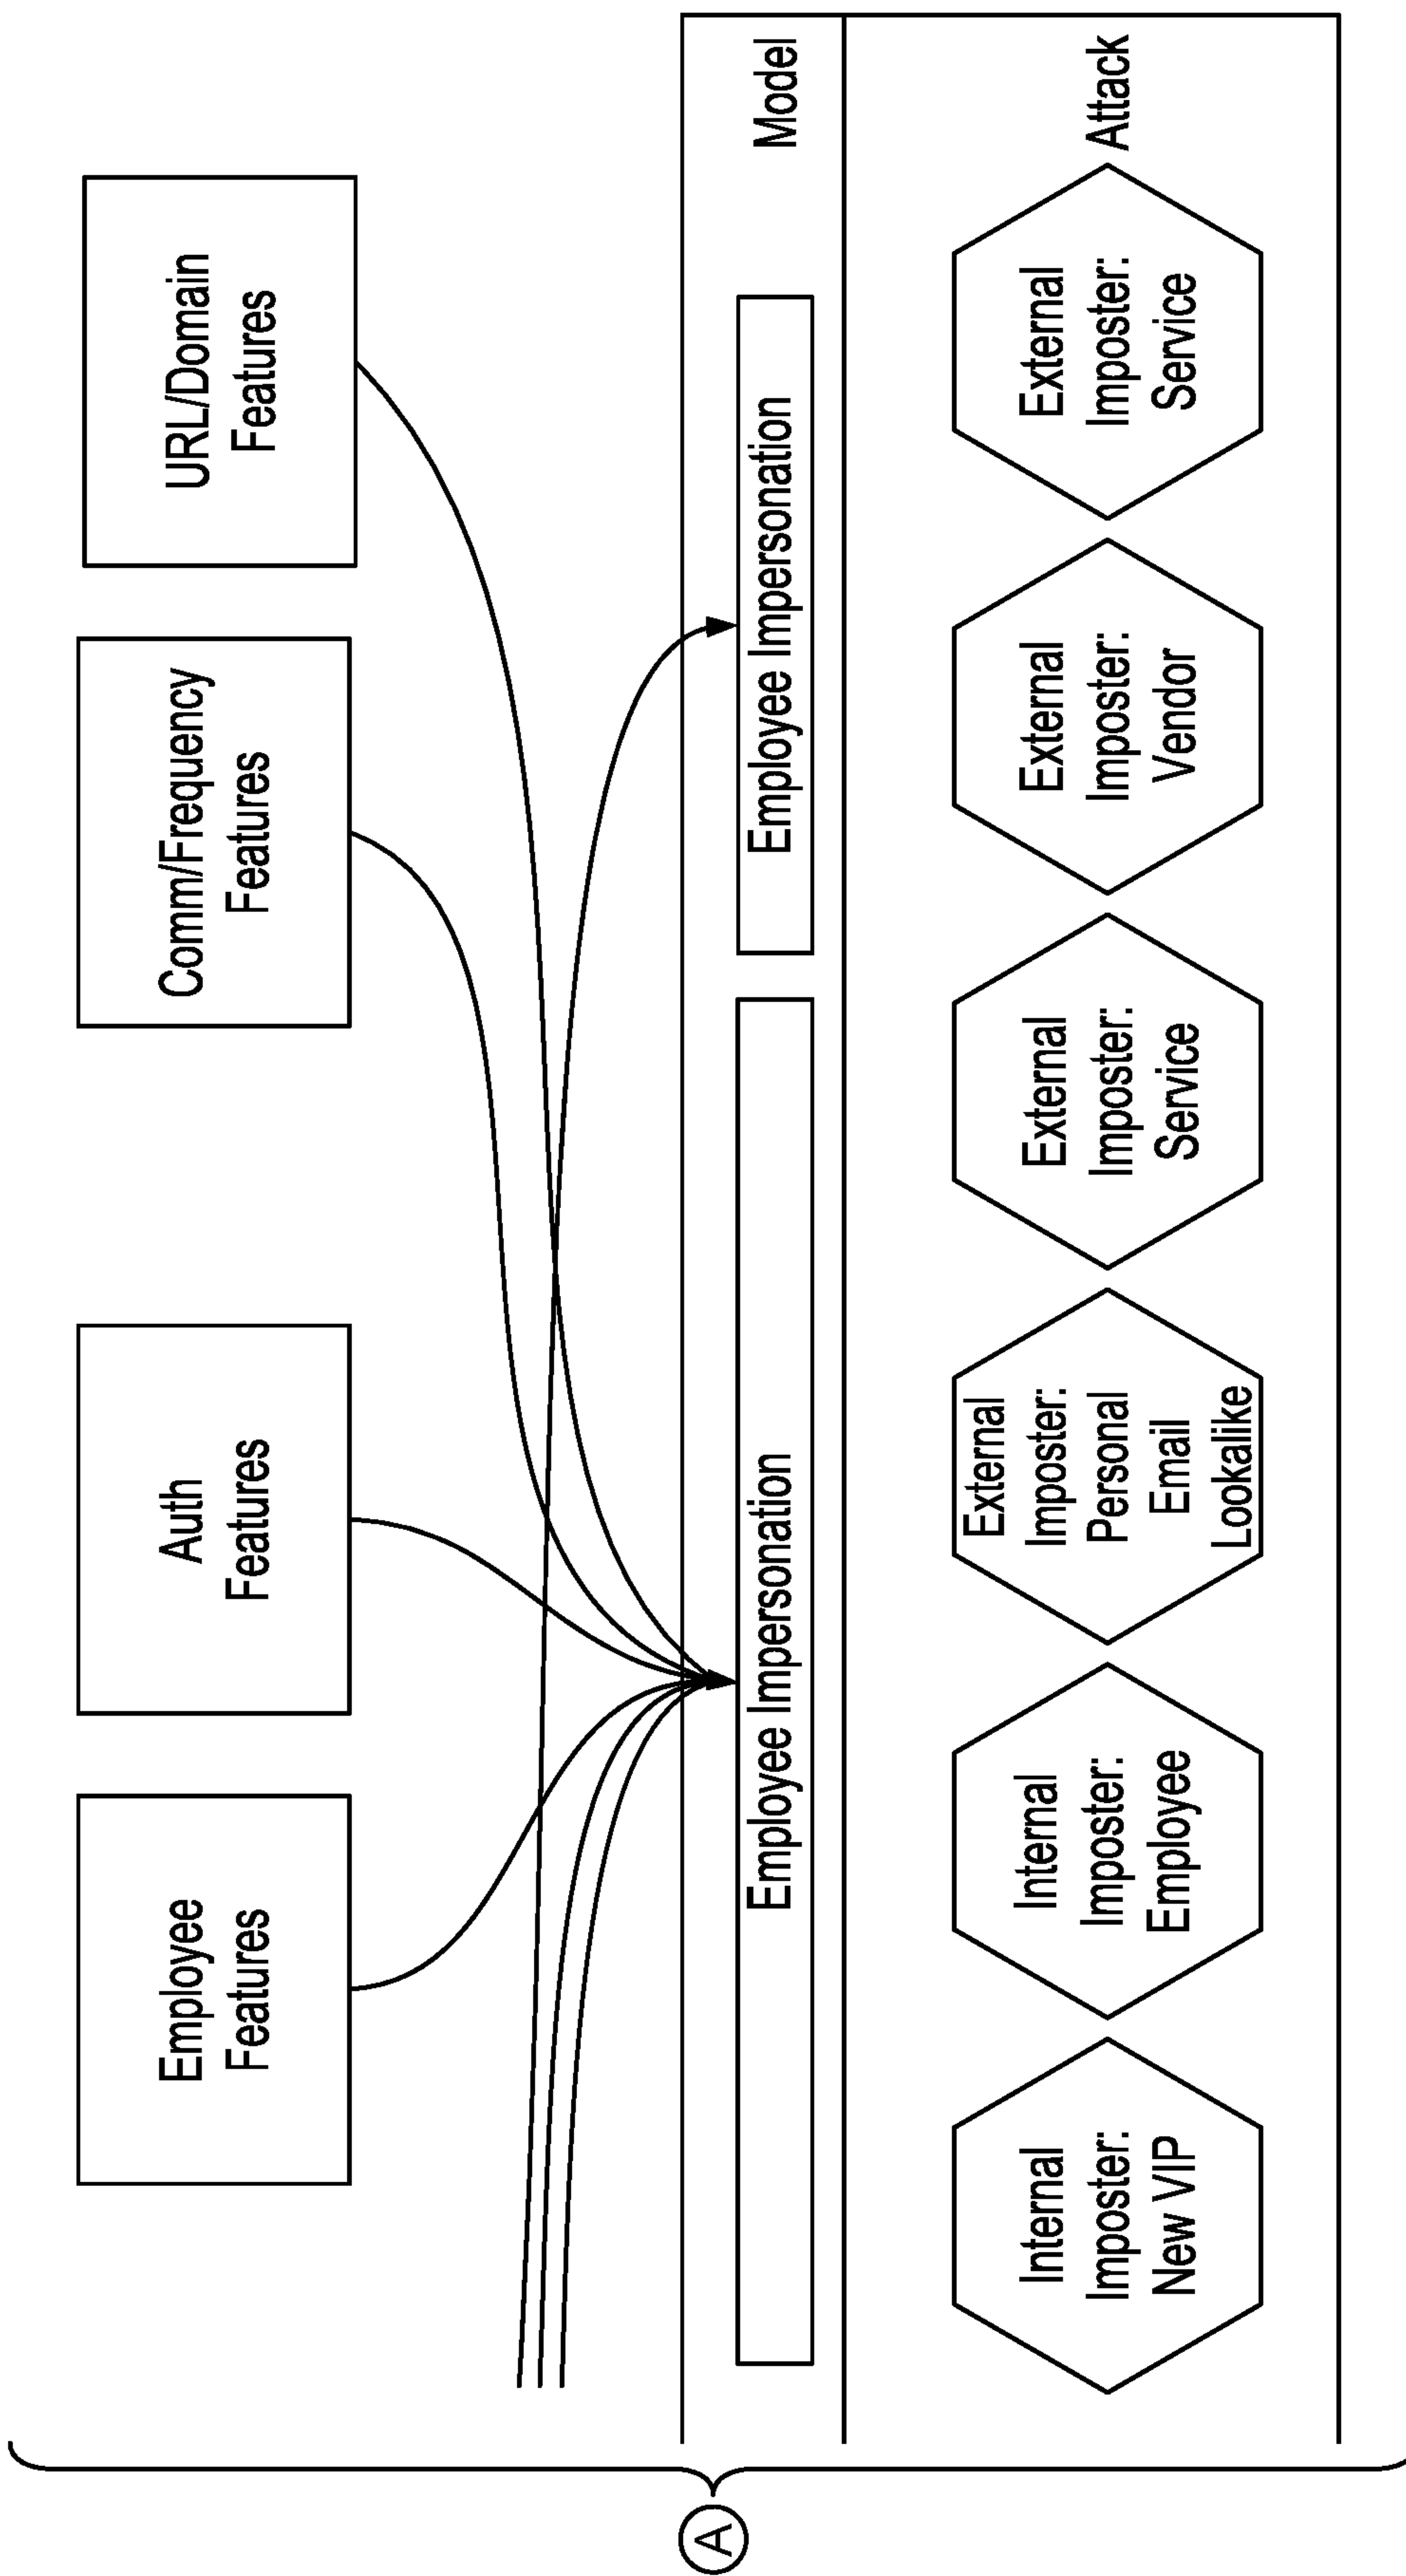 Employee
Features
Auth
Features
Comm/Frequency
Features
URL/Domain
Features
A
Employee Impersonation
Employee Impersonation
Model
Internal
Imposter:
New VIP
Internal
Imposter:
Employee
External
Imposter:
Personal
Email
Lookalike
External
Imposter:
Service
External
Imposter:
Vendor
External
Imposter:
Service
Attack